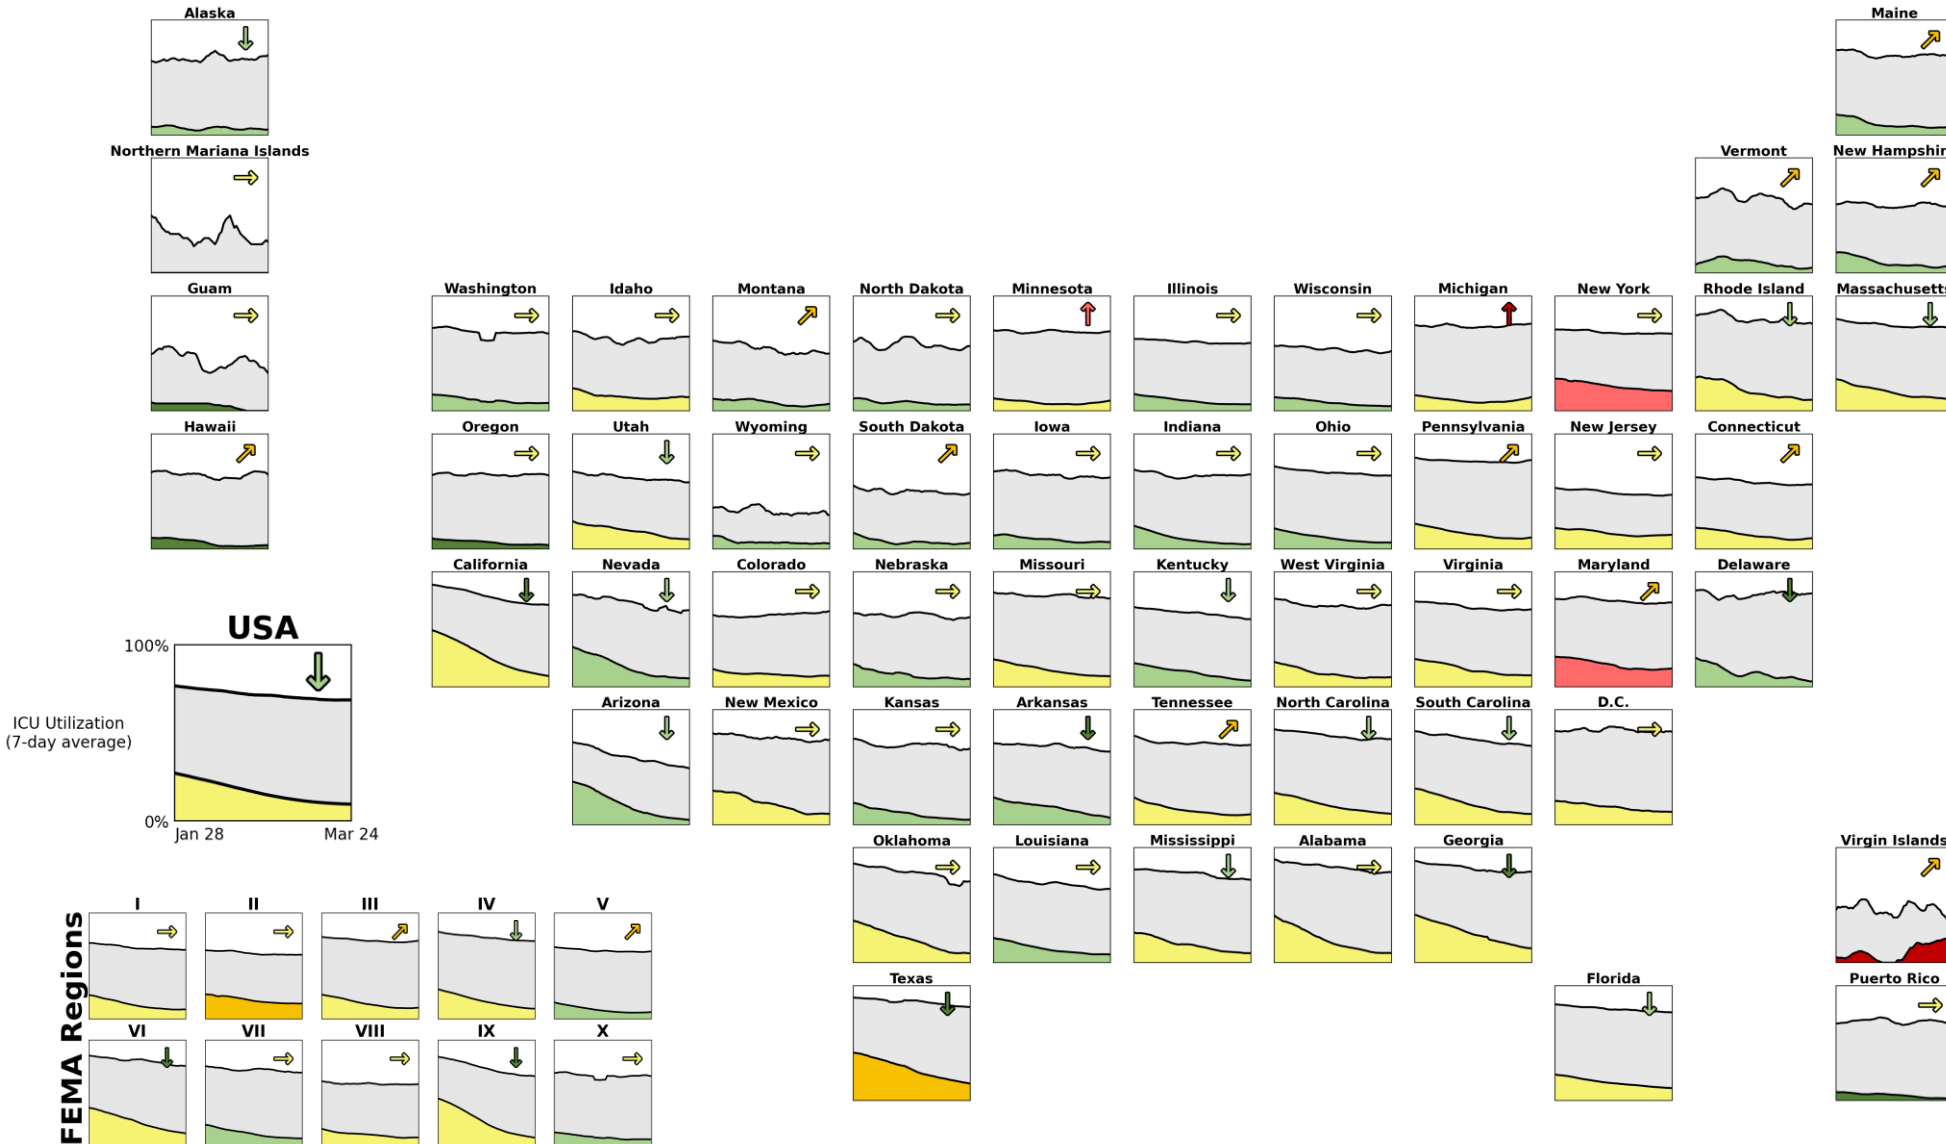 Alaska Maine
Northern Mariana Islands Vermont New Hampshir
Guam Washington Idaho Montana North Dakota Minnesota Illinois Wisconsin Michigan New York Rhode Island Massachusetts
Hawaii Oregon Utah Wyoming South Dakota Iowa Indiana Ohio Pennsylvania New Jersey Connecticut
California Nevada Colorado Nebraska Missouri Kentucky West Virginia Virginia Maryland Delaware
USA
100%
ICU Utilization
(7-day average)
0%
Jan 28 Mar 24
Arizona New Mexico Kansas Arkansas Tennessee North Carolina South Carolina D.C.
Oklahoma Louisiana Mississippi Alabama Georgia Virgin Islands
Texas Florida Puerto Rico
FEMA Regions
I II III IV V
VI VII VIII IX X